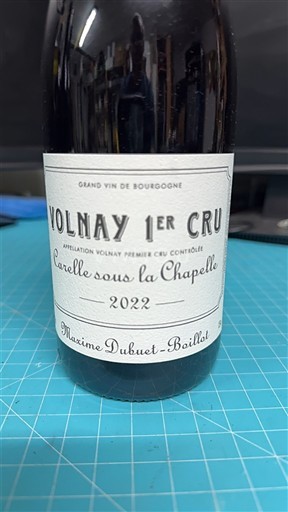 GRAND VIN DE BOURGOGNE
VOLNAY 1ER CRU
APPELLATION VOLNAY PREMIER CRU CONTRÔLÉE
Carelle sous la Chapelle
2022
Maxime Dubuet-Boillot